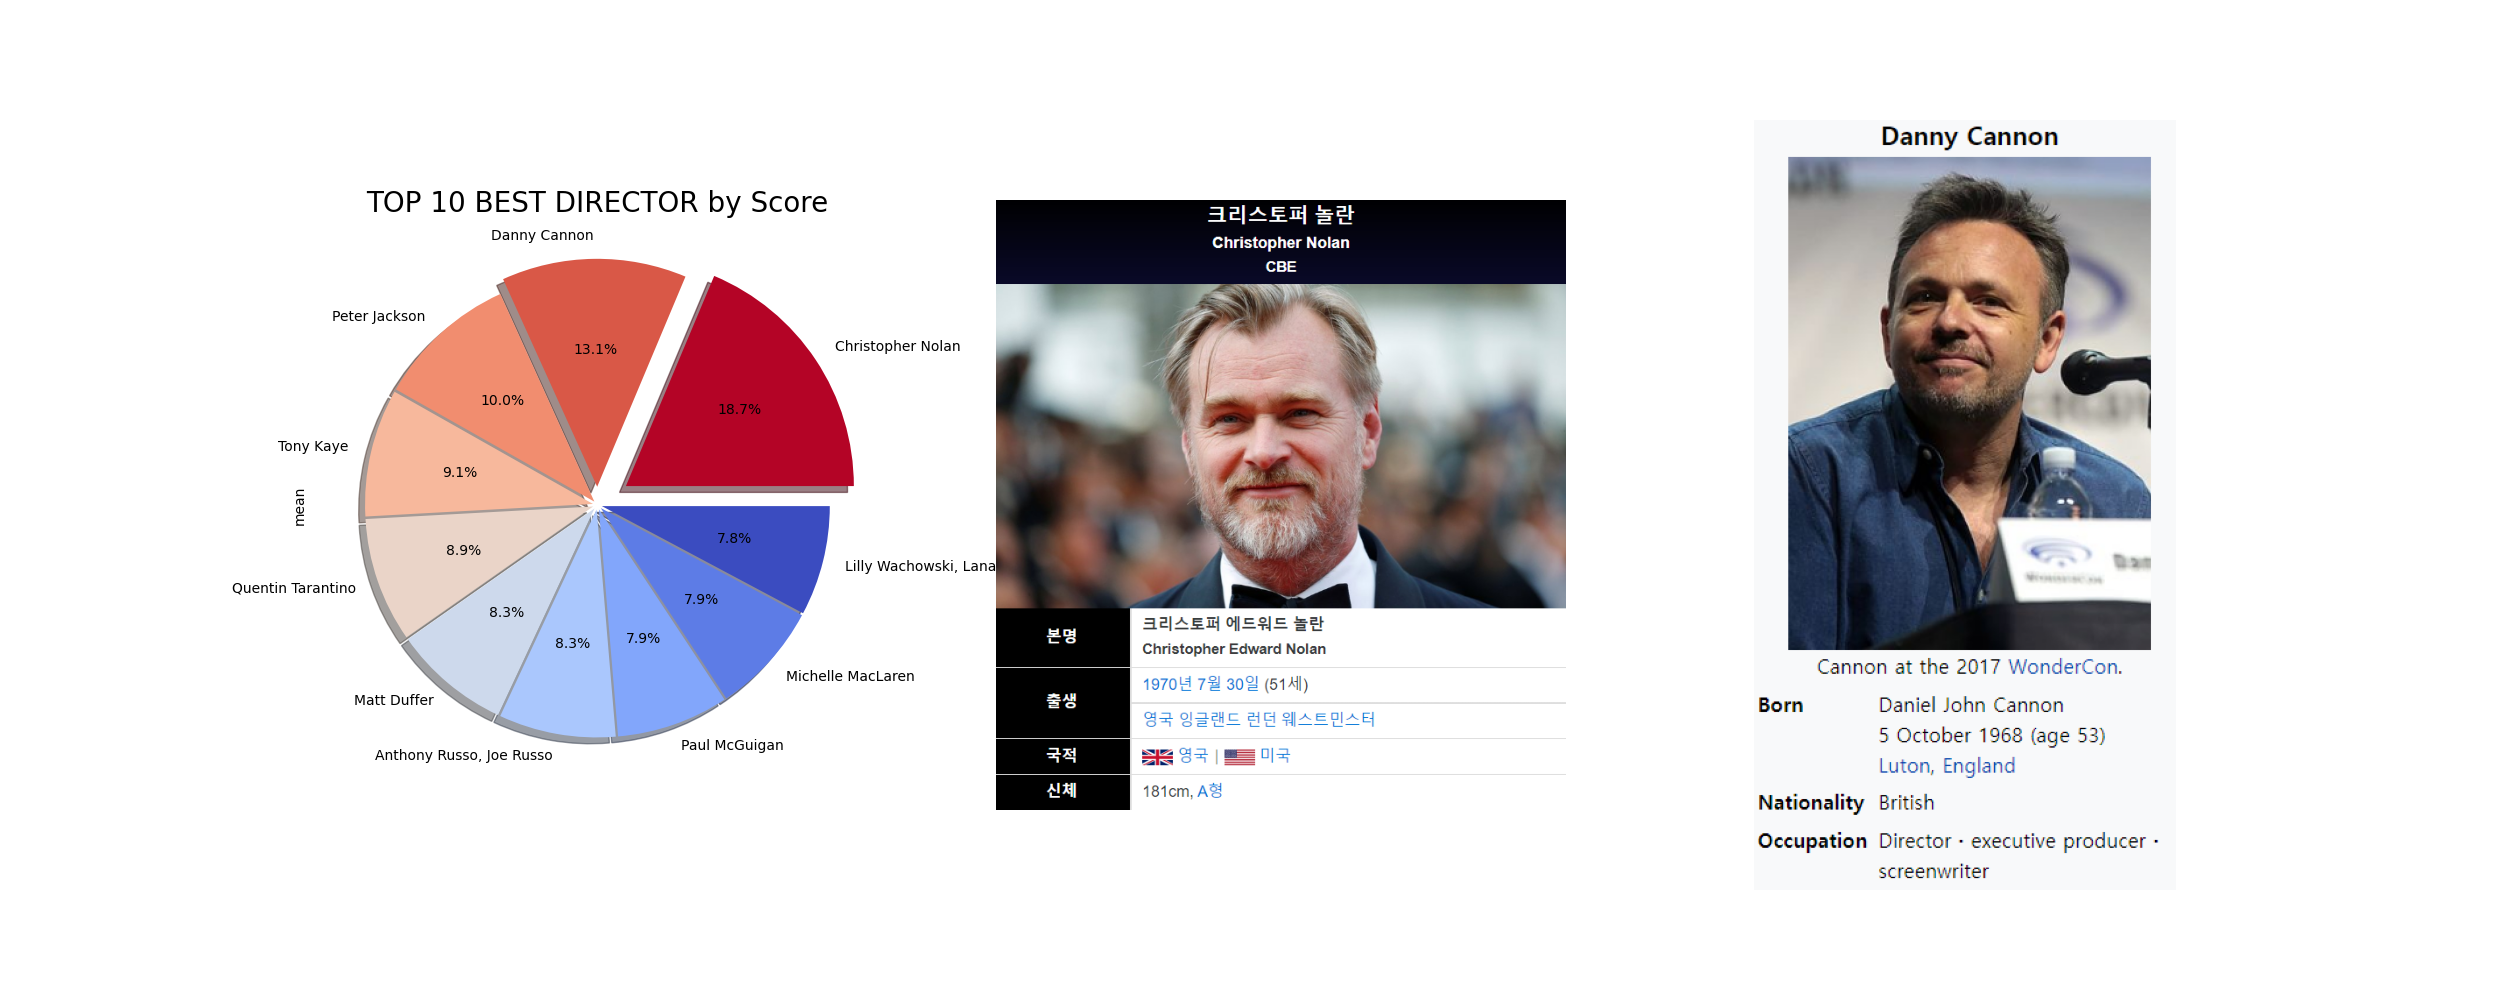 TOP 10 BEST DIRECTOR by Score
Danny Cannon
Peter Jackson
Christopher Nolan
13.1%
10.0%
18.7%
Tony Kaye
9.1%
mean
8.9%
7.8%
Quentin Tarantino
Lilly Wachowski, Lana
8.3%
7.9%
8.3%
7.9%
Michelle MacLaren
Matt Duffer
Paul McGuigan
Anthony Russo, Joe Russo
크리스토퍼 놀란
Christopher Nolan
CBE
본명
크리스토퍼 에드워드 놀란
Christopher Edward Nolan
출생
1970년 7월 30일 (51세)
영국 잉글랜드 런던 웨스트민스터
국적
영국 | 미국
신체
181cm, A형
Danny Cannon
Dan
Cannon at the 2017 WonderCon.
Born Daniel John Cannon
5 October 1968 (age 53)
Luton, England
Nationality British
Occupation Director · executive producer ·
screenwriter